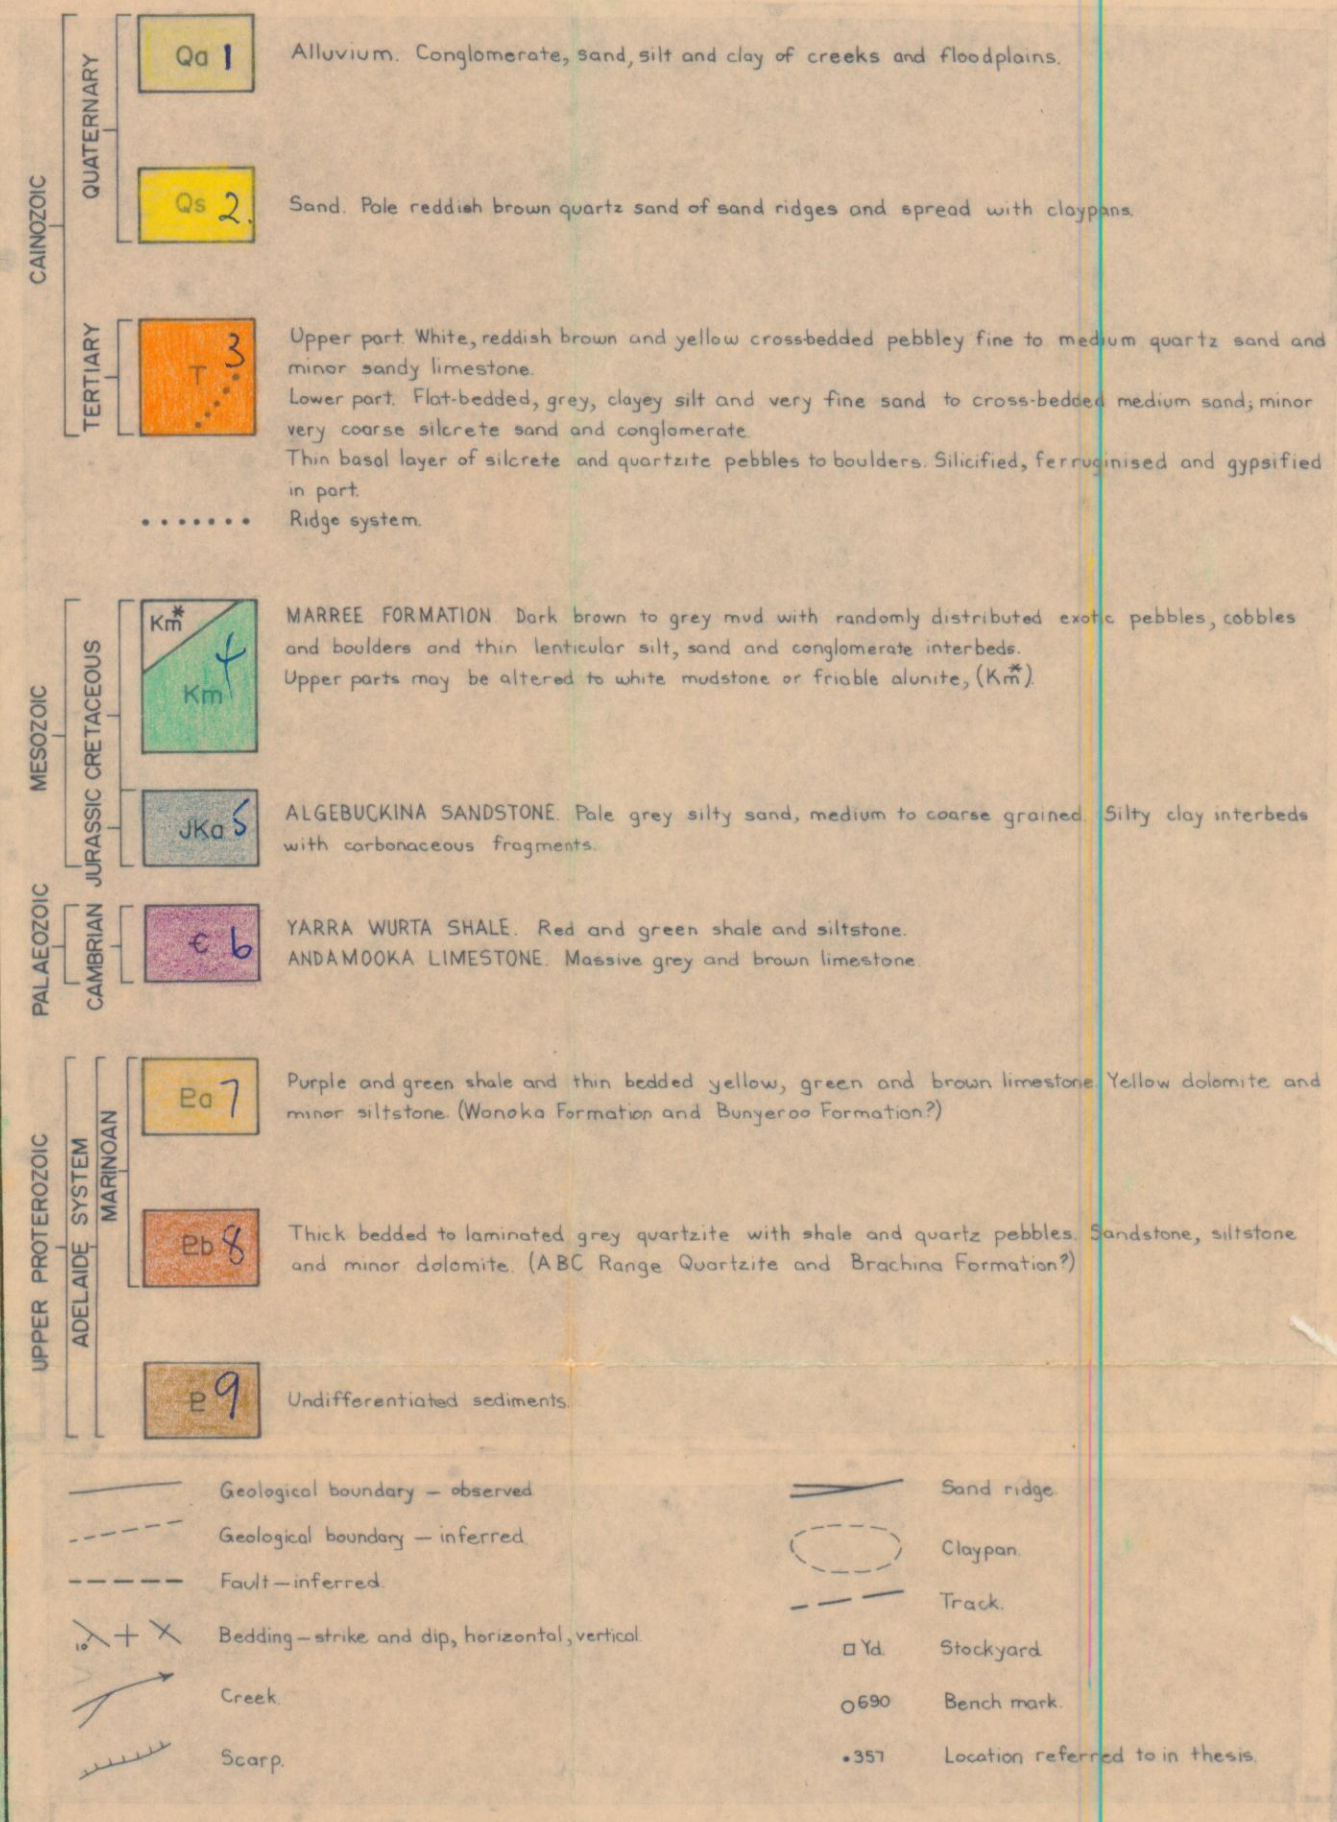 CAINOZOIC
QUATERNARY
Qa 1
Alluvium. Conglomerate, sand, silt and clay of creeks and floodplains.
Qs 2.
Sand. Pale reddish brown quartz sand of sand ridges and spread with claypans.
TERTIARY
T 3
Upper part. White, reddish brown and yellow crossbedded pebbley fine to medium quartz sand and
minor sandy limestone.
Lower part. Flat-bedded, grey, clayey silt and very fine sand to cross-bedded medium sand; minor
very coarse silcrete sand and conglomerate.
Thin basal layer of silcrete and quartzite pebbles to boulders. Silicified, ferruginised and gypsified
in part.
Ridge system.
MESOZOIC
JURASSIC CRETACEOUS
Km*
Km 4
MARREE FORMATION. Dark brown to grey mud with randomly distributed exotic pebbles, cobbles
and boulders and thin lenticular silt, sand and conglomerate interbeds.
Upper parts may be altered to white mudstone or friable alunite, (Km*).
JKa 5
ALGEBUCKINA SANDSTONE. Pale grey silty sand, medium to coarse grained. Silty clay interbeds
with carbonaceous fragments.
PALAEOZOIC
CAMBRIAN
Є 6
YARRA WURTA SHALE. Red and green shale and siltstone.
ANDAMOOKA LIMESTONE. Massive grey and brown limestone.
UPPER PROTEROZOIC
ADELAIDE SYSTEM
MARINOAN
Pa 7
Purple and green shale and thin bedded yellow, green and brown limestone. Yellow dolomite and
minor siltstone. (Wonoka Formation and Bunyeroo Formation?)
Pb 8
Thick bedded to laminated grey quartzite with shale and quartz pebbles. Sandstone, siltstone
and minor dolomite. (ABC Range Quartzite and Brachina Formation?)
P 9
Undifferentiated sediments.
Geological boundary – observed.
Geological boundary – inferred.
Fault – inferred.
10
Bedding – strike and dip, horizontal, vertical.
Creek.
Scarp.
Sand ridge.
Claypan.
Track.
Yd. Stockyard.
690 Bench mark.
.357 Location referred to in thesis.